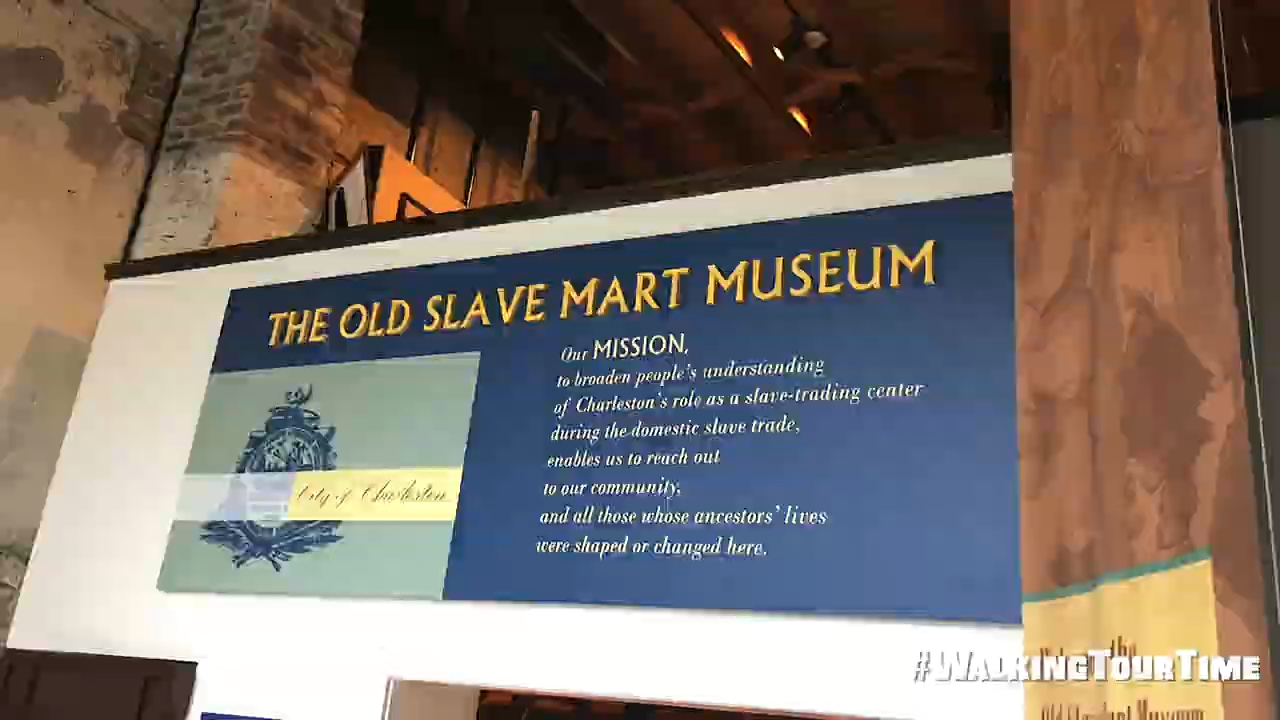 THE OLD SLAVE MART MUSEUM
Our MISSION,
to broaden people's understanding
of Charleston's role as a slave-trading center
during the domestic slave trade,
enables us to reach out
to our community,
and all those whose ancestors' lives
were shaped or changed here.
City of Charleston
#WALKINGTOURTIME
the
Museum